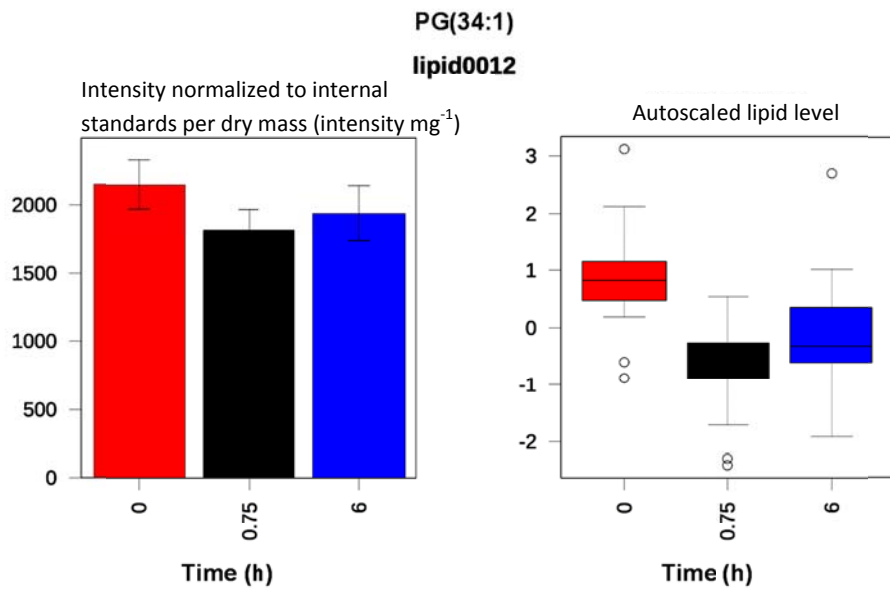 PG(34:1)
lipid0012
Intensity normalized to internal
standards per dry mass (intensity mg⁻¹)
2000
1500
1000
500
0
0
0.75
6
Time (h)
Autoscaled lipid level
3
2
1
0
-1
-2
0
0.75
6
Time (h)